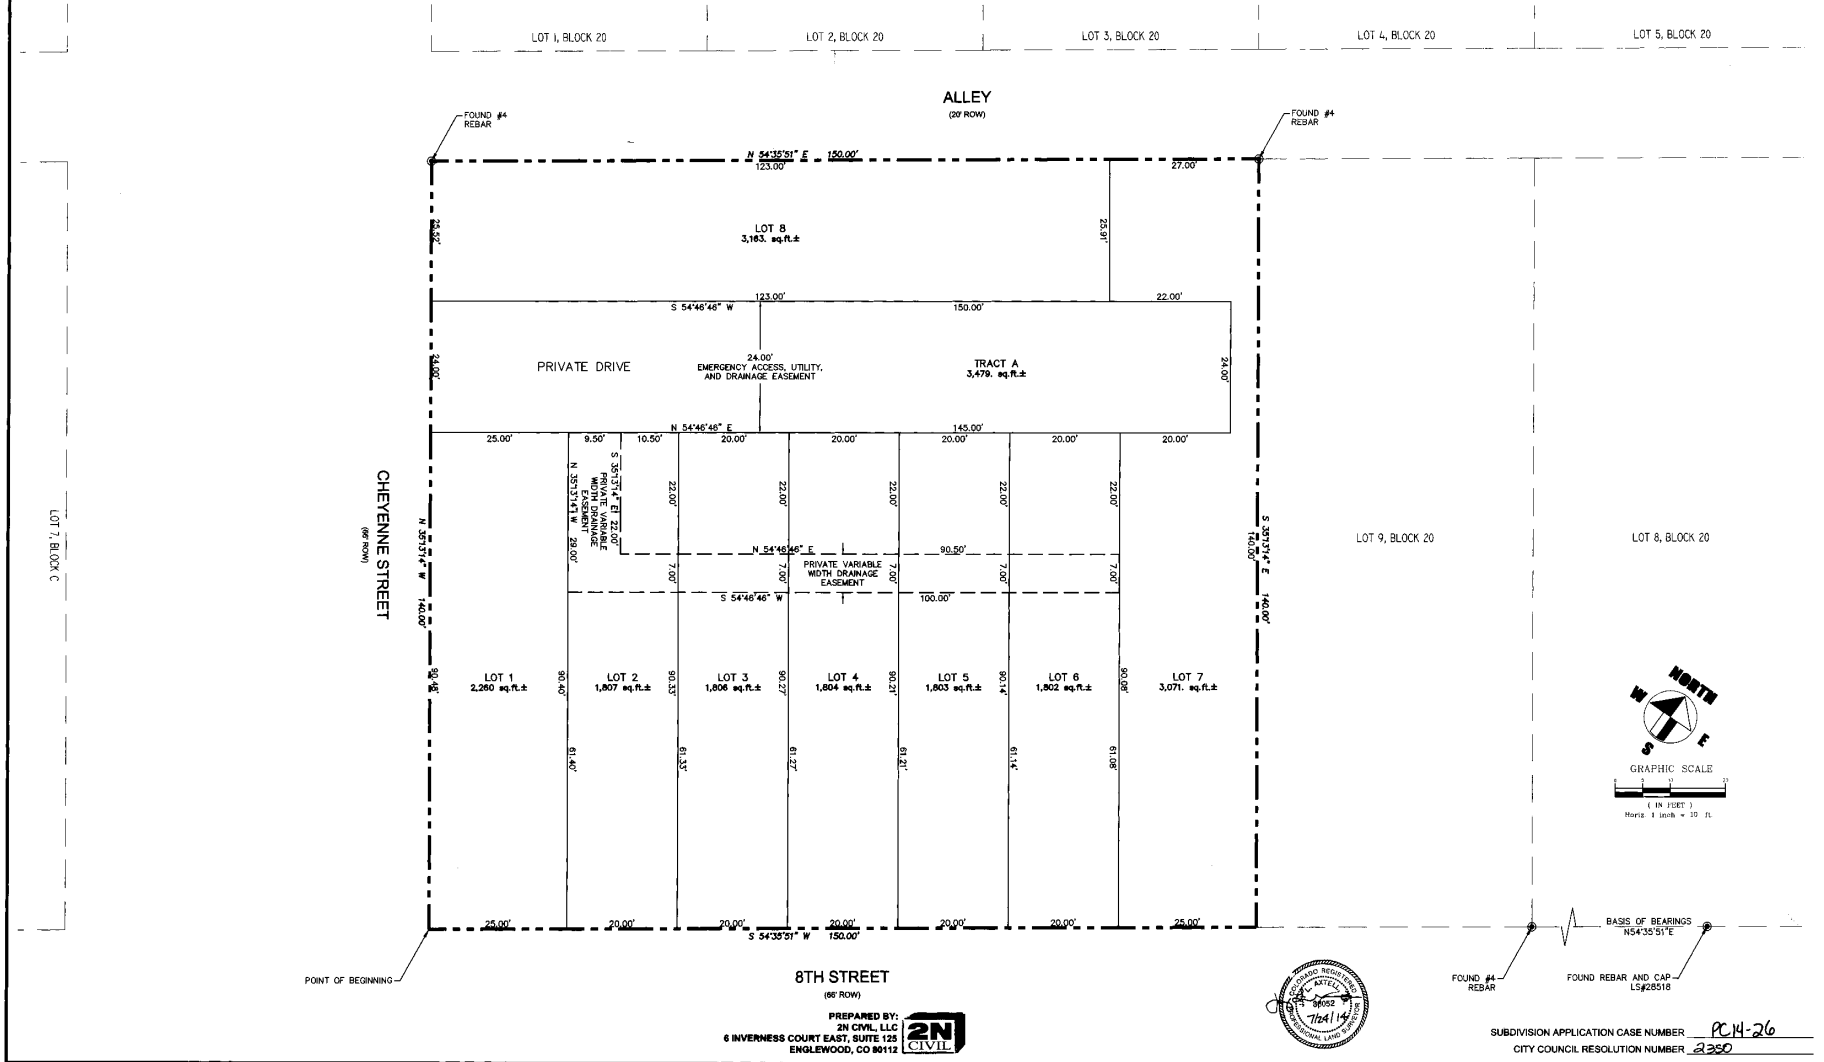 LOT 1, BLOCK 20
LOT 2, BLOCK 20
LOT 3, BLOCK 20
LOT 4, BLOCK 20
LOT 5, BLOCK 20
ALLEY
(20' ROW)
FOUND #4
REBAR
FOUND #4
REBAR
N 54°35'51" E 150.00'
123.00'
27.00'
25.52'
LOT 8
3,163. sq.ft.±
25.91'
123.00'
22.00'
S 54°46'46" W
150.00'
24.00'
PRIVATE DRIVE
24.00'
EMERGENCY ACCESS, UTILITY,
AND DRAINAGE EASEMENT
TRACT A
3,479. sq.ft.±
24.00'
N 54°46'46" E
145.00'
25.00'
9.50'
10.50'
20.00'
20.00'
20.00'
20.00'
20.00'
CHEYENNE STREET
(66' ROW)
LOT 7, BLOCK C
N 35°13'14" W 140.00'
N 35°13'14" W 29.00'
S 35°13'14" E 22.00'
PRIVATE VARIABLE
WIDTH DRAINAGE
EASEMENT
22.00'
22.00'
22.00'
22.00'
22.00'
N 54°46'46" E
90.50'
7.00'
7.00'
7.00'
7.00'
7.00'
PRIVATE VARIABLE
WIDTH DRAINAGE
EASEMENT
S 54°46'46" W
100.00'
S 35°13'14" E 140.00'
140.00'
LOT 9, BLOCK 20
LOT 8, BLOCK 20
90.48'
LOT 1
2,260 sq.ft.±
90.40'
LOT 2
1,807 sq.ft.±
90.33'
LOT 3
1,806 sq.ft.±
90.27'
LOT 4
1,804 sq.ft.±
90.21'
LOT 5
1,803 sq.ft.±
90.14'
LOT 6
1,802 sq.ft.±
90.08'
LOT 7
3,071. sq.ft.±
61.40'
61.33'
61.27'
61.21'
61.14'
61.08'
NORTH
W
E
S
GRAPHIC SCALE
( IN FEET )
Horiz. 1 inch = 10 ft.
25.00'
20.00'
20.00'
20.00'
20.00'
20.00'
25.00'
S 54°35'51" W 150.00'
BASIS OF BEARINGS
N54°35'51"E
POINT OF BEGINNING
8TH STREET
(66' ROW)
FOUND #4
REBAR
FOUND REBAR AND CAP
LS#28518
COLORADO REGISTERED
AXTELL
38052
7/24/14
PROFESSIONAL LAND SURVEYOR
PREPARED BY:
2N CIVIL, LLC
6 INVERNESS COURT EAST, SUITE 125
ENGLEWOOD, CO 80112
2N
CIVIL
SUBDIVISION APPLICATION CASE NUMBER PC14-26
CITY COUNCIL RESOLUTION NUMBER 2350